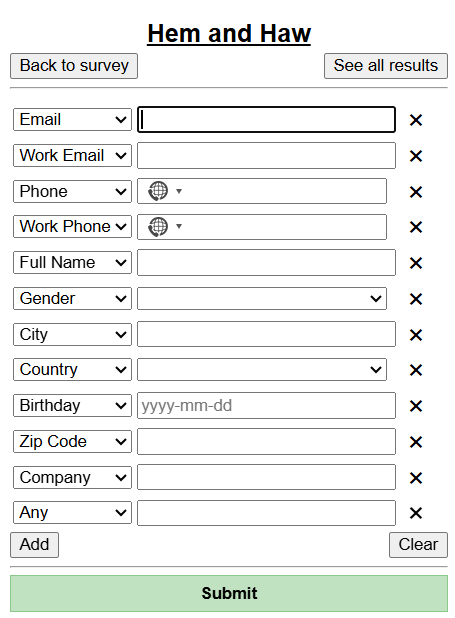 Hem and Haw
Back to survey See all results
Email
Work Email
Phone
Work Phone
Full Name
Gender
City
Country
Birthday yyyy-mm-dd
Zip Code
Company
Any
Add Clear
Submit